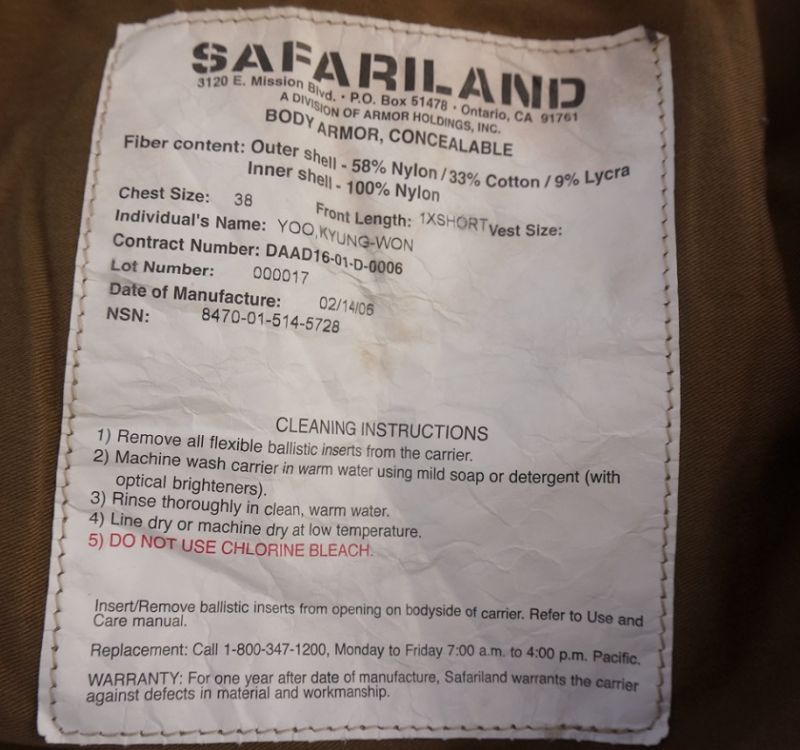 SAFARILAND
3120 E. Mission Blvd. · P.O. Box 51478 · Ontario, CA 91761
A DIVISION OF ARMOR HOLDINGS, INC.
BODY ARMOR, CONCEALABLE
Fiber content: Outer shell - 58% Nylon / 33% Cotton / 9% Lycra
Inner shell - 100% Nylon
Chest Size: 38 Front Length: 1XSHORT Vest Size:
Individual's Name: YOO,KYUNG-WON
Contract Number: DAAD16-01-D-0006
Lot Number: 000017
Date of Manufacture: 02/14/06
NSN: 8470-01-514-5728
CLEANING INSTRUCTIONS
1) Remove all flexible ballistic inserts from the carrier.
2) Machine wash carrier in warm water using mild soap or detergent (with
optical brighteners).
3) Rinse thoroughly in clean, warm water.
4) Line dry or machine dry at low temperature.
5) DO NOT USE CHLORINE BLEACH.
Insert/Remove ballistic inserts from opening on bodyside of carrier. Refer to Use and
Care manual.
Replacement: Call 1-800-347-1200, Monday to Friday 7:00 a.m. to 4:00 p.m. Pacific.
WARRANTY: For one year after date of manufacture, Safariland warrants the carrier
against defects in material and workmanship.